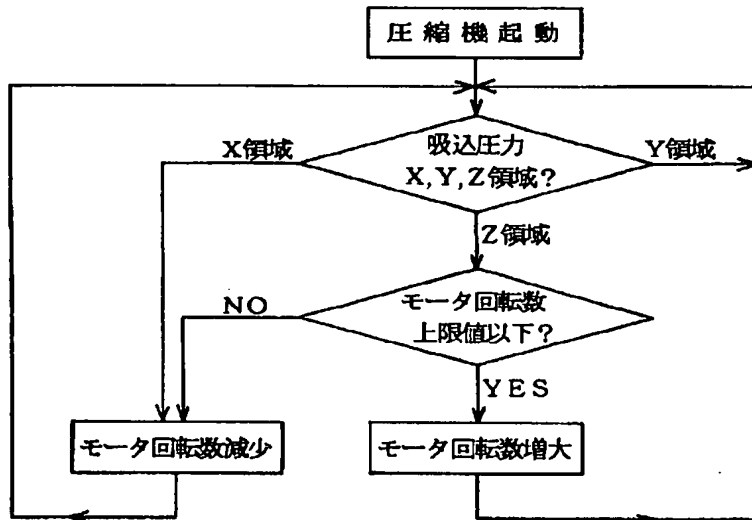 圧縮機起動
吸込圧力
X,Y,Z領域?
X領域
Y領域
Z領域
モータ回転数
上限値以下?
NO
YES
モータ回転数減少
モータ回転数増大